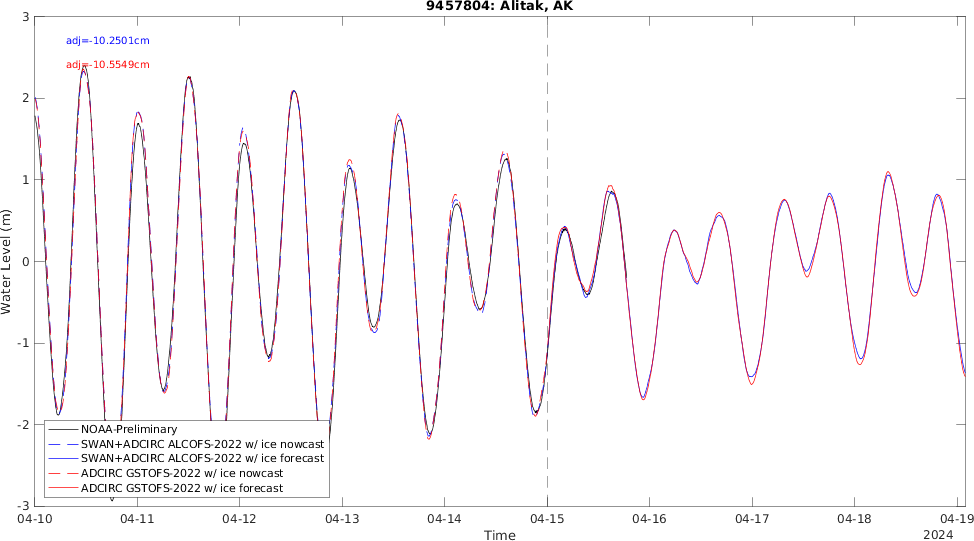 9457804: Alitak, AK
adj=-10.2501cm
adj=-10.5549cm
3
2
1
0
-1
-2
-3
Water Level (m)
NOAA-Preliminary
SWAN+ADCIRC ALCOFS-2022 w/ ice nowcast
SWAN+ADCIRC ALCOFS-2022 w/ ice forecast
ADCIRC GSTOFS-2022 w/ ice nowcast
ADCIRC GSTOFS-2022 w/ ice forecast
04-10 04-11 04-12 04-13 04-14 04-15 04-16 04-17 04-18 04-19
Time
2024